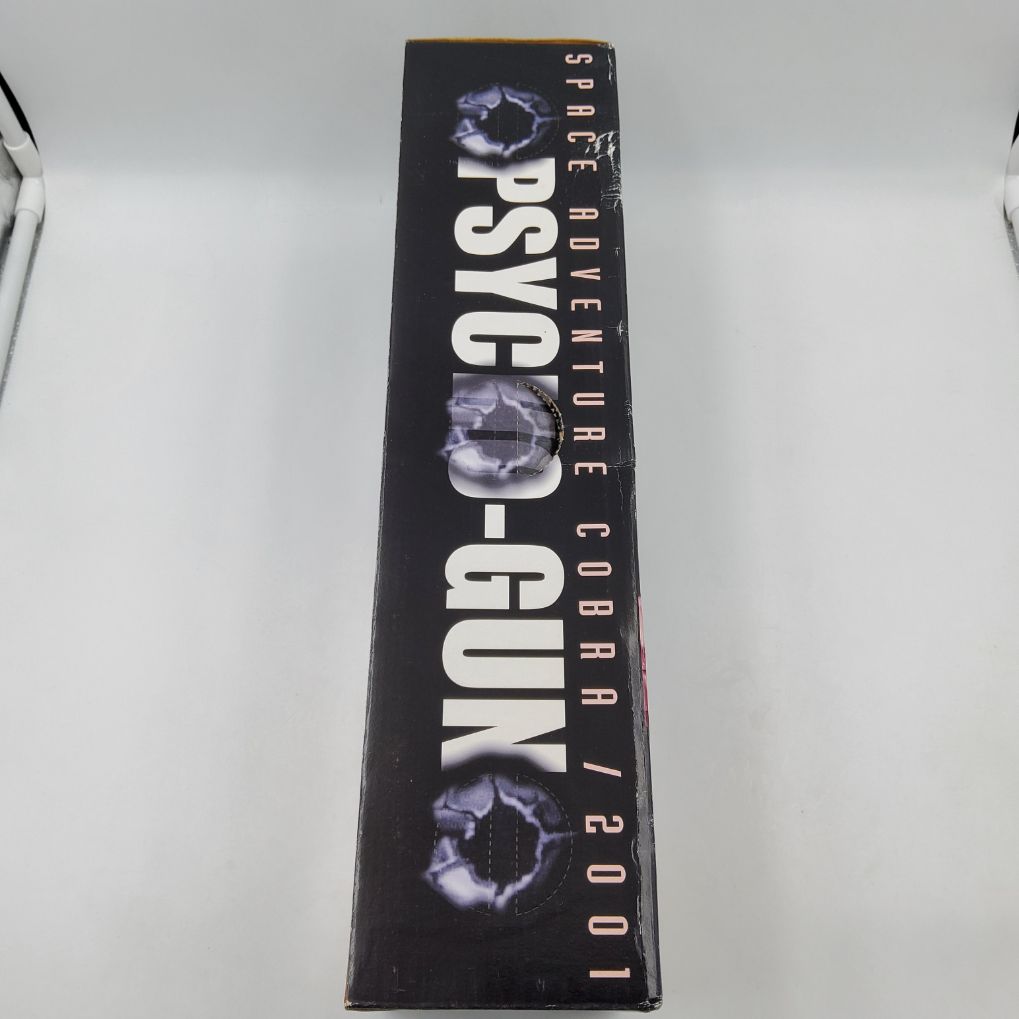 SPACE ADVENTURE COBRA / 2001
PSYCHO-GUN